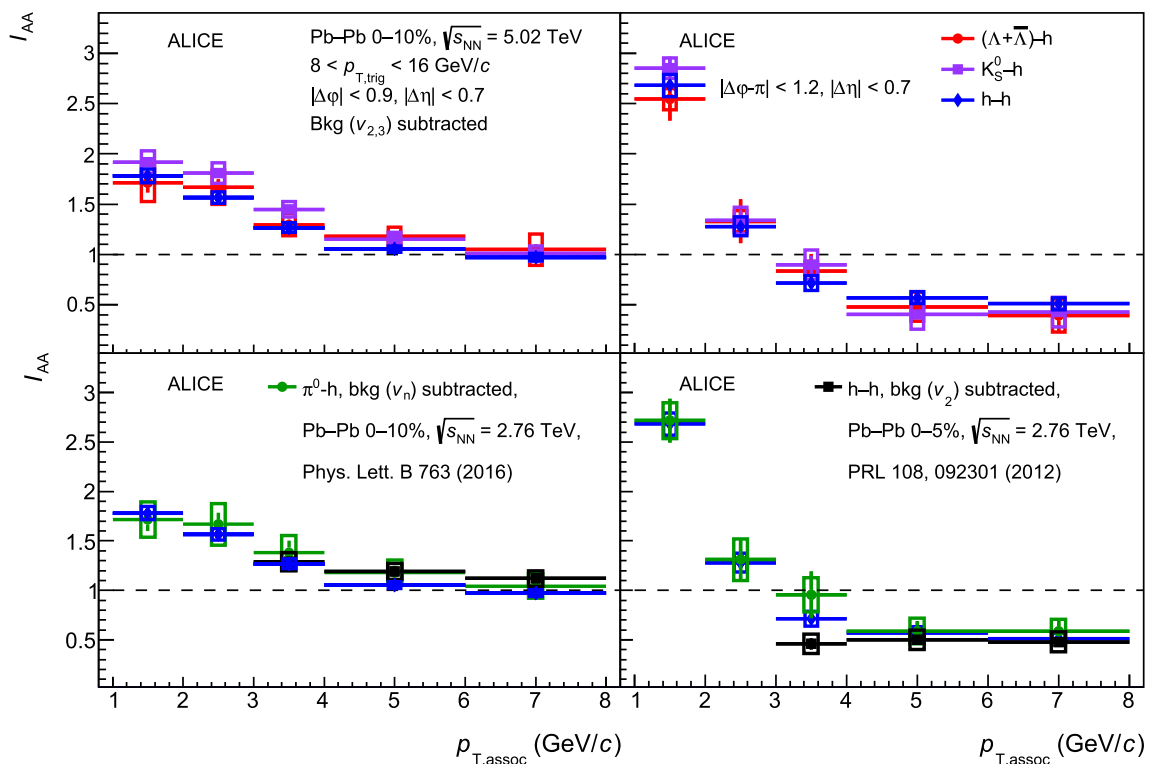 I_AA
ALICE
Pb–Pb 0–10%, √s_NN = 5.02 TeV
8 < p_T,trig < 16 GeV/c
|Δφ| < 0.9, |Δη| < 0.7
Bkg (v_2,3) subtracted
3
2.5
2
1.5
1
0.5
ALICE
(Λ+Λ̅)–h
K_S^0–h
h–h
|Δφ-π| < 1.2, |Δη| < 0.7
I_AA
ALICE
π^0-h, bkg (v_n) subtracted,
Pb–Pb 0–10%, √s_NN = 2.76 TeV,
Phys. Lett. B 763 (2016)
3
2.5
2
1.5
1
0.5
ALICE
h–h, bkg (v_2) subtracted,
Pb–Pb 0–5%, √s_NN = 2.76 TeV,
PRL 108, 092301 (2012)
1 2 3 4 5 6 7 8
1 2 3 4 5 6 7 8
p_T,assoc (GeV/c)
p_T,assoc (GeV/c)